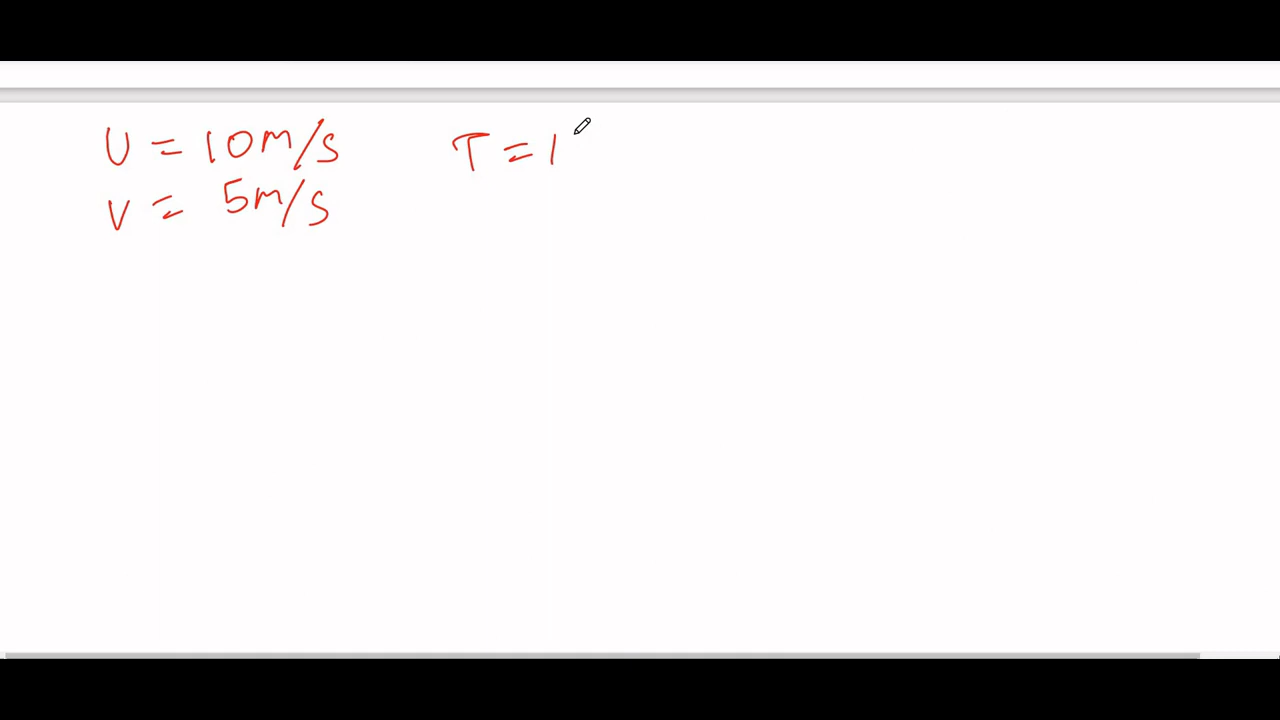 U = 10m/s T = 1
V = 5m/s